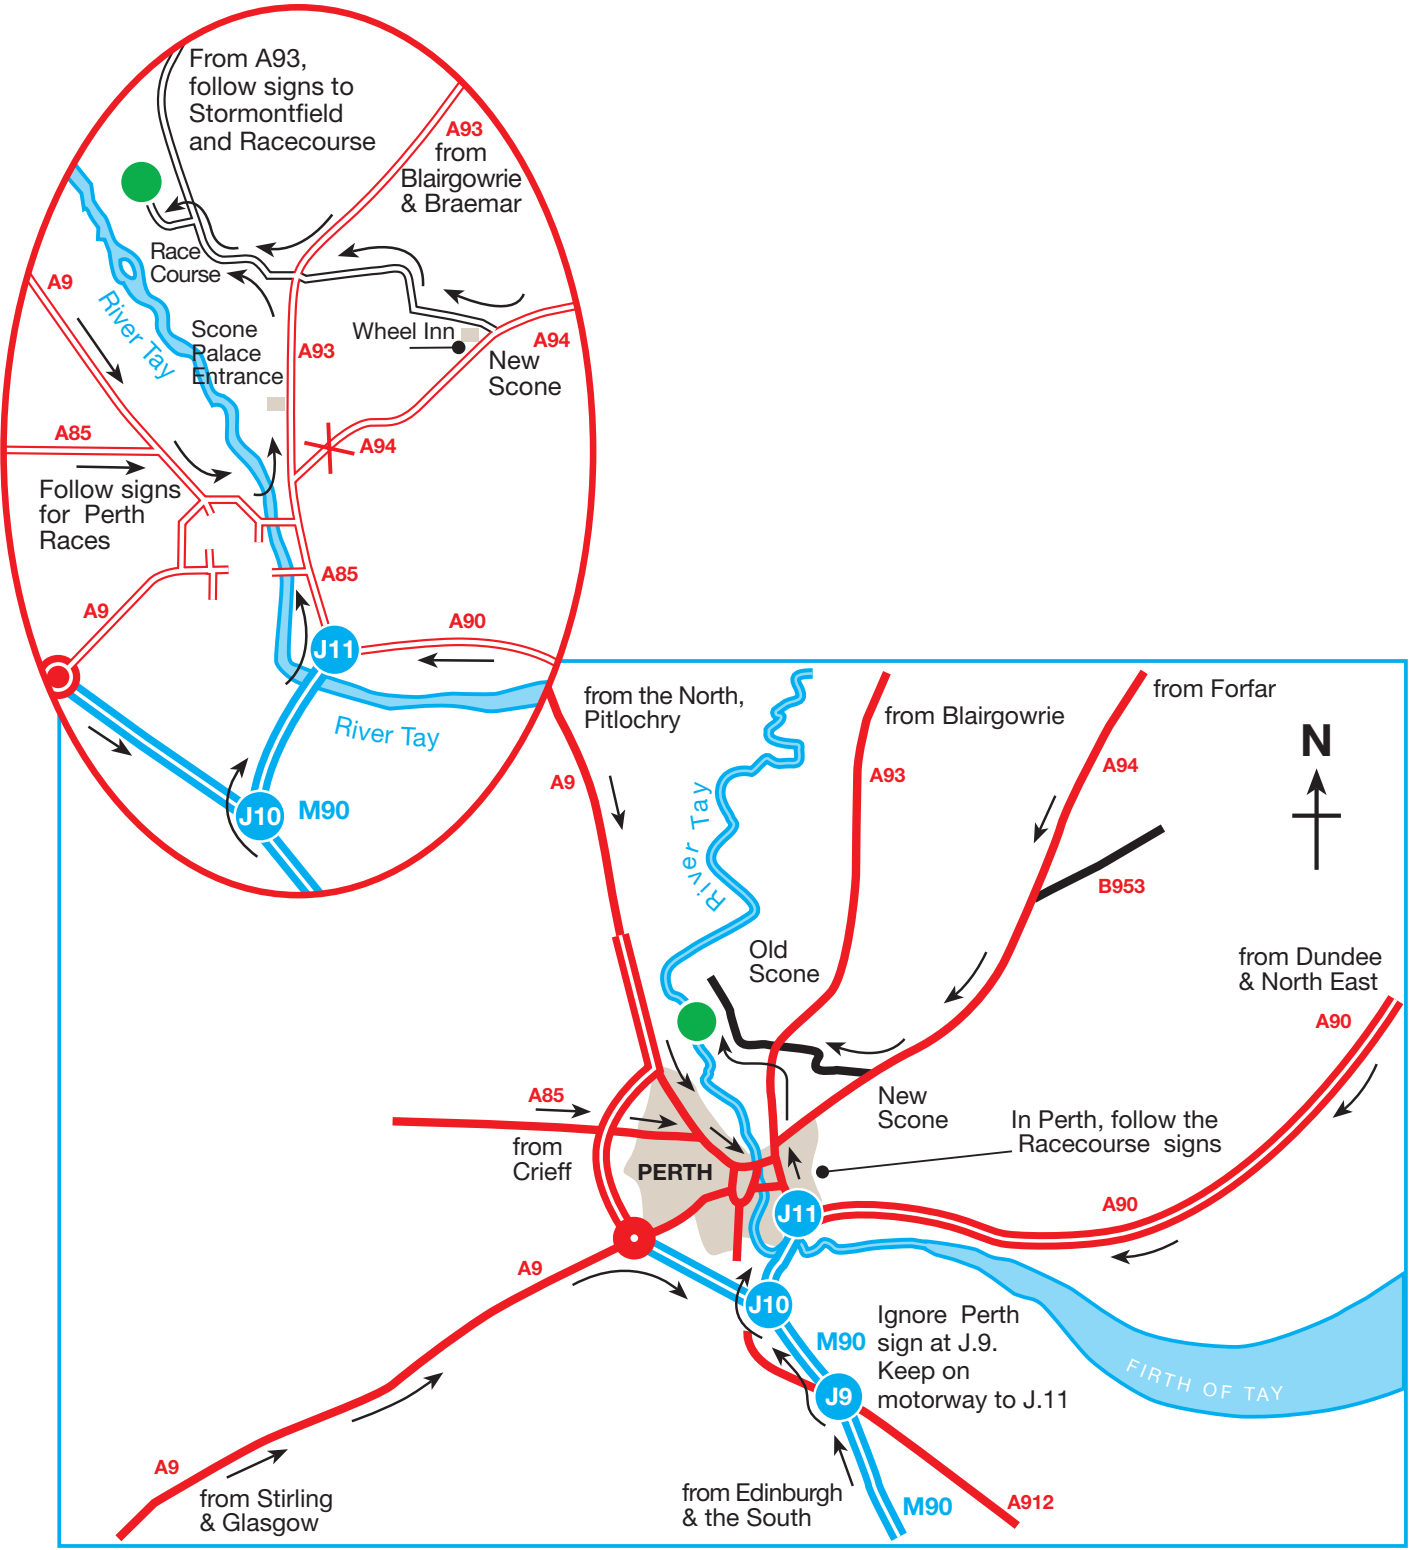 From A93,
follow signs to
Stormontfield
and Racecourse
A93
from
Blairgowrie
& Braemar
Race
Course
A9
River Tay
Scone
Palace
Entrance
A93
Wheel Inn
A94
New
Scone
A85
A94
Follow signs
for Perth
Races
A85
A9
A90
J11
River Tay
J10
M90
from the North,
Pitlochry
from Blairgowrie
from Forfar
N
A9
A93
A94
River Tay
B953
Old
Scone
from Dundee
& North East
A90
A85
from
Crieff
New
Scone
In Perth, follow the
Racecourse signs
PERTH
A90
J11
A9
J10
Ignore Perth
sign at J.9.
Keep on
motorway to J.11
M90
J9
FIRTH OF TAY
A9
from Stirling
& Glasgow
from Edinburgh
& the South
M90
A912